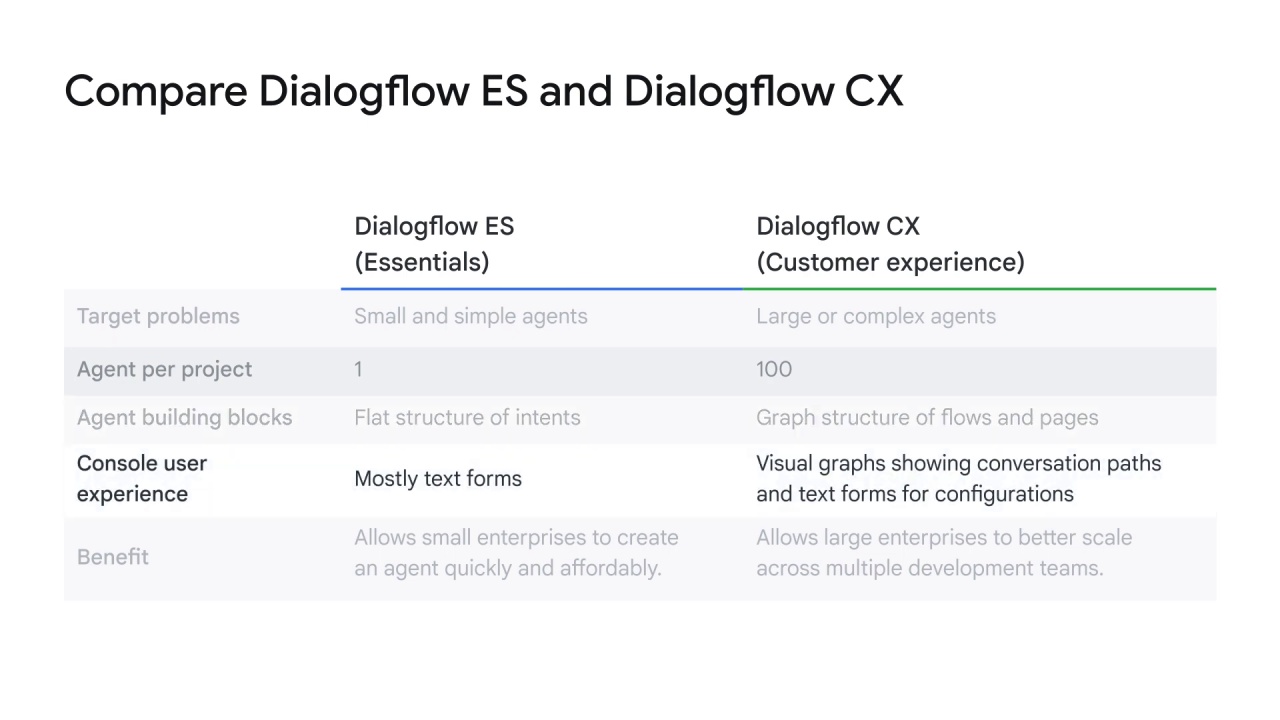 Compare Dialogflow ES and Dialogflow CX
Dialogflow ES
(Essentials)
Dialogflow CX
(Customer experience)
Target problems
Small and simple agents
Large or complex agents
Agent per project
1
100
Agent building blocks
Flat structure of intents
Graph structure of flows and pages
Console user
experience
Mostly text forms
Visual graphs showing conversation paths
and text forms for configurations
Benefit
Allows small enterprises to create
an agent quickly and affordably.
Allows large enterprises to better scale
across multiple development teams.